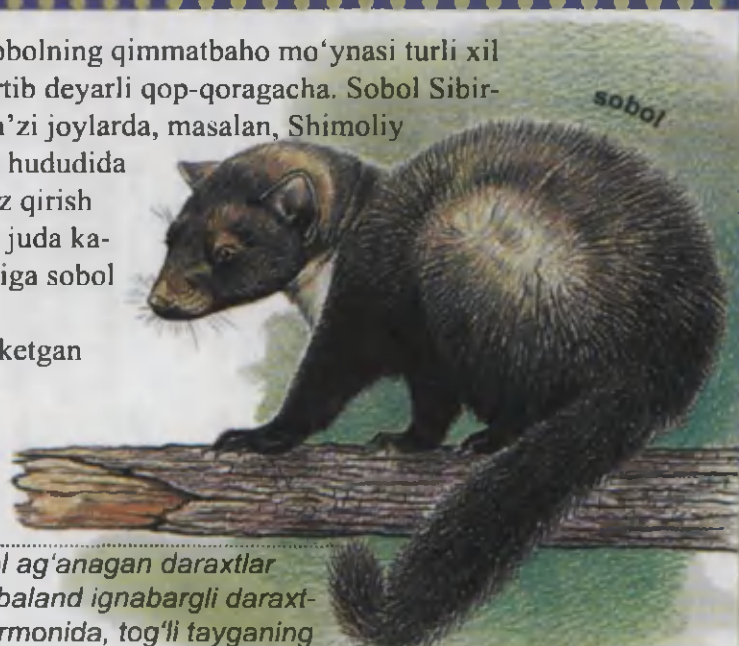 obolning qimmatbaho mo‘ynasi turli xil
rtib deyarli qop-qoragacha. Sobol Sibir-
’zi joylarda, masalan, Shimoliy
hududida
z qirish
juda ka-
iga sobol
ketgan
sobol
l ag‘anagan daraxtlar
baland ignabargli daraxt-
rmonida, tog‘li tayganing